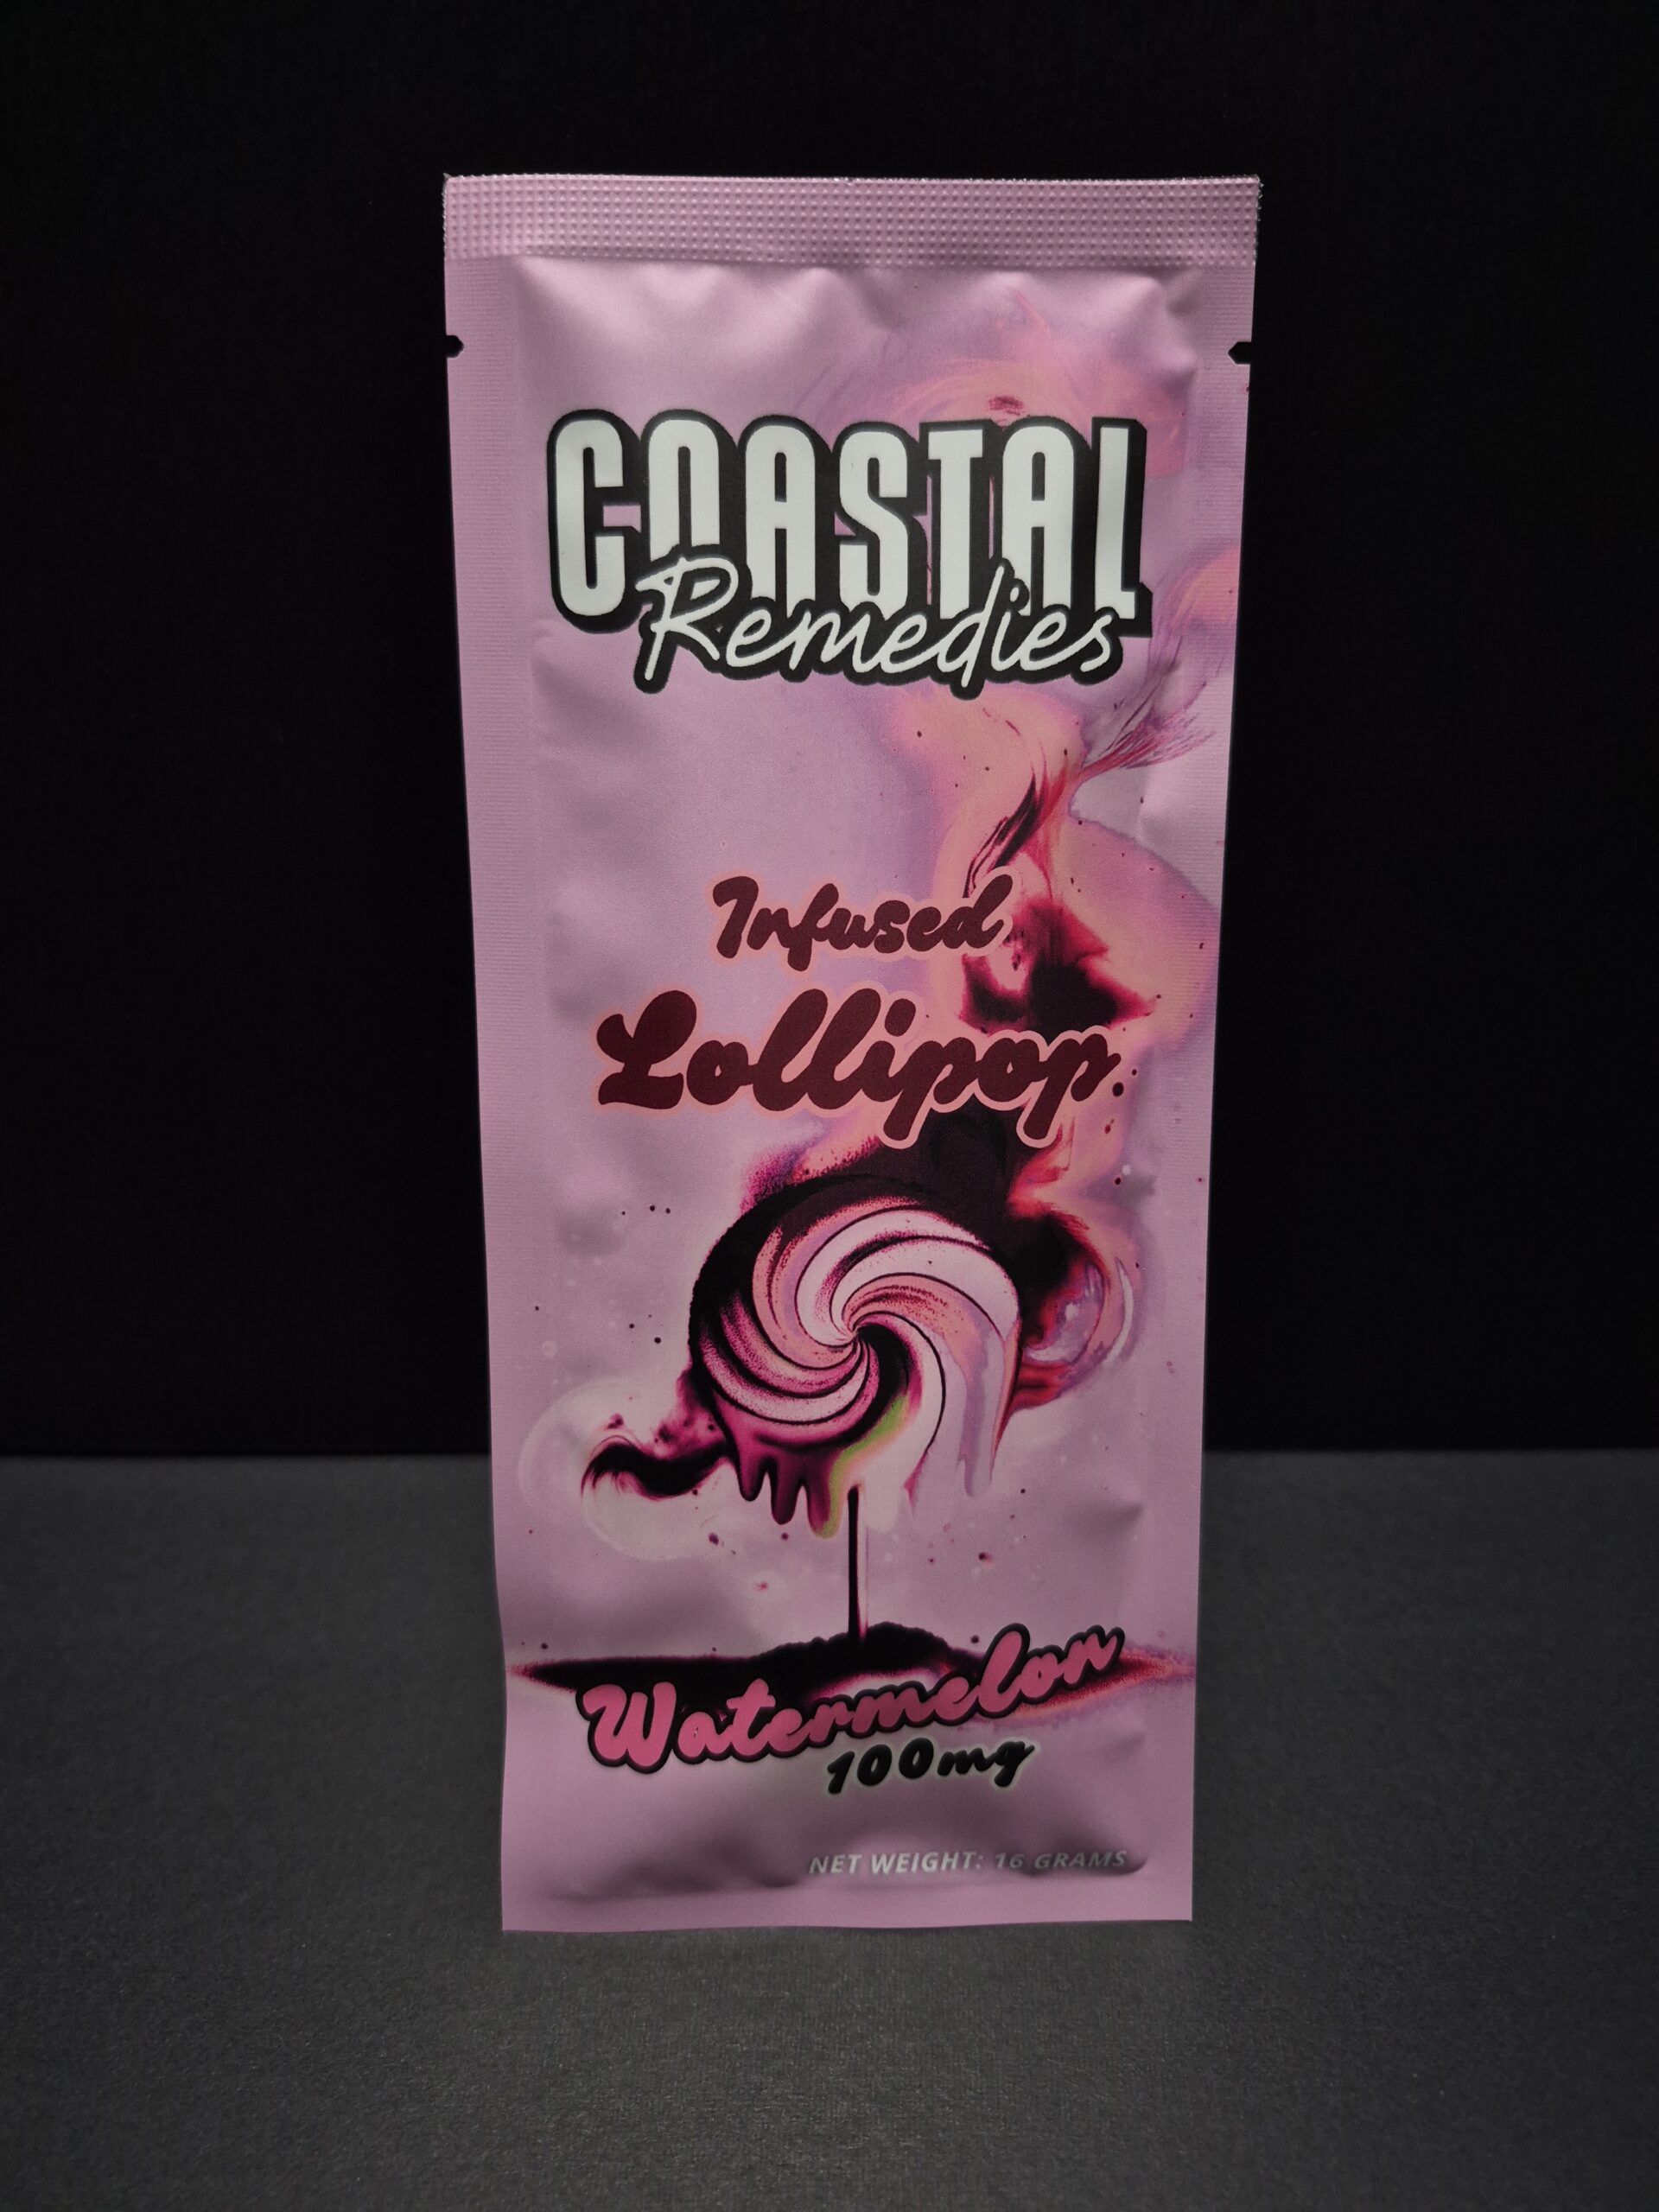 COASTAL
Remedies
Infused
Lollipop
Watermelon
100mg
NET WEIGHT: 16 GRAMS